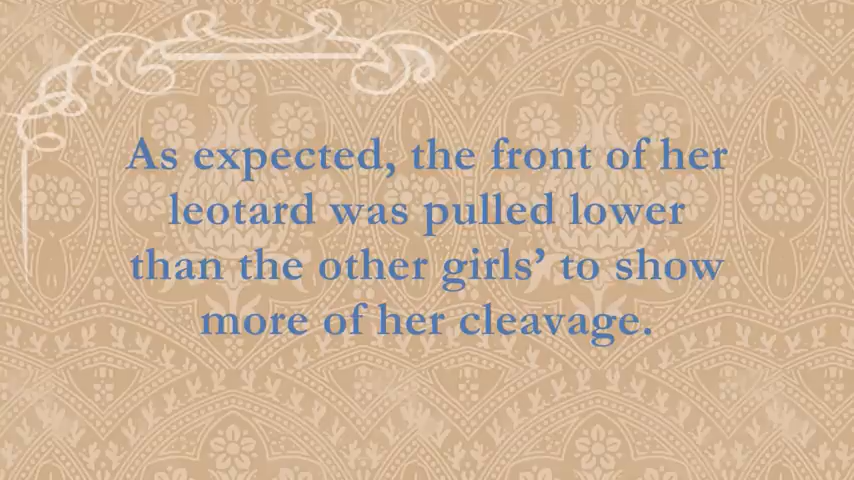 As expected, the front of her
leotard was pulled lower
than the other girls’ to show
more of her cleavage.